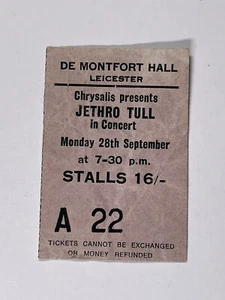 DE MONTFORT HALL
LEICESTER
Chrysalis presents
JETHRO TULL
in Concert
Monday 28th September
at 7-30 p.m.
STALLS 16/-
A 22
TICKETS CANNOT BE EXCHANGED
OR MONEY REFUNDED